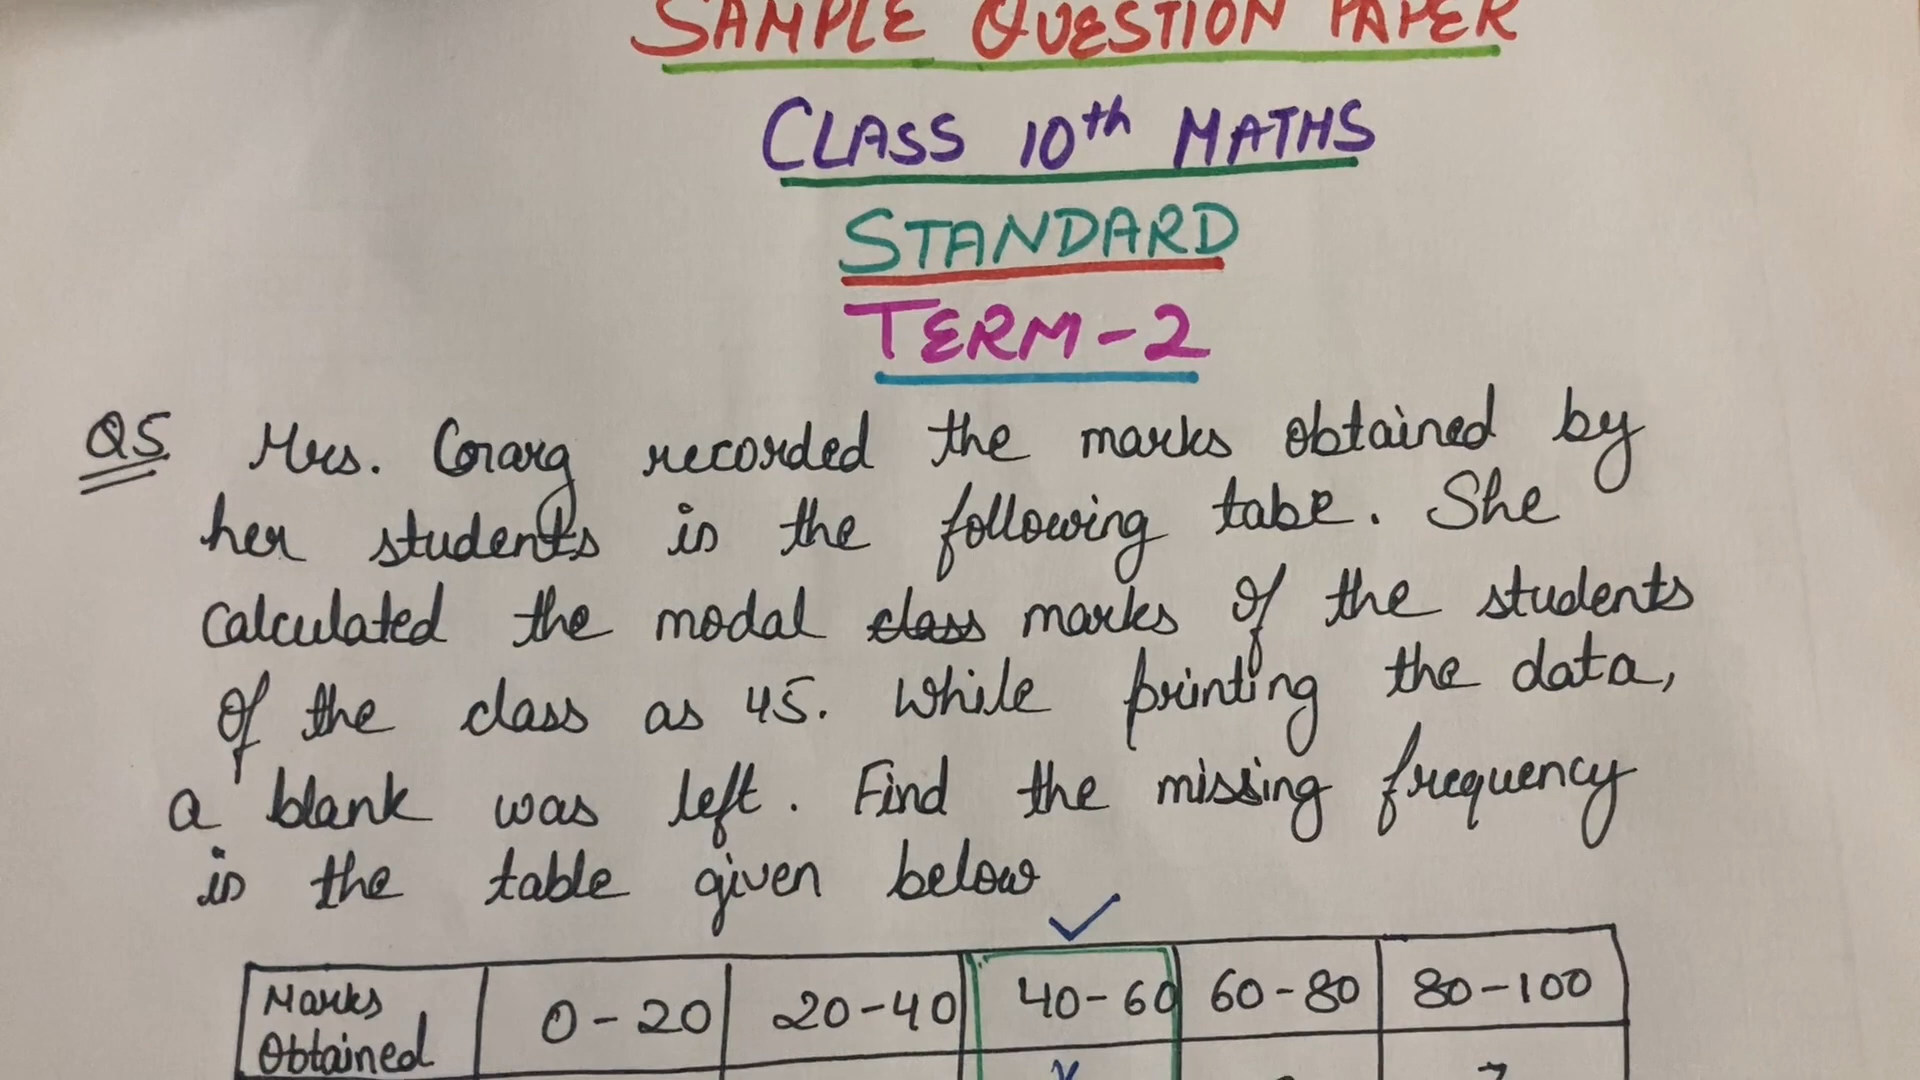 SAMPLE QUESTION PAPER
CLASS 10th MATHS
STANDARD
TERM-2
Q5. Mrs. Garg recorded the marks obtained by
her students in the following table. She
calculated the modal class marks of the students
of the class as 45. While printing the data,
a blank was left. Find the missing frequency
in the table given below
Marks Obtained 0-20 20-40 40-60 60-80 80-100